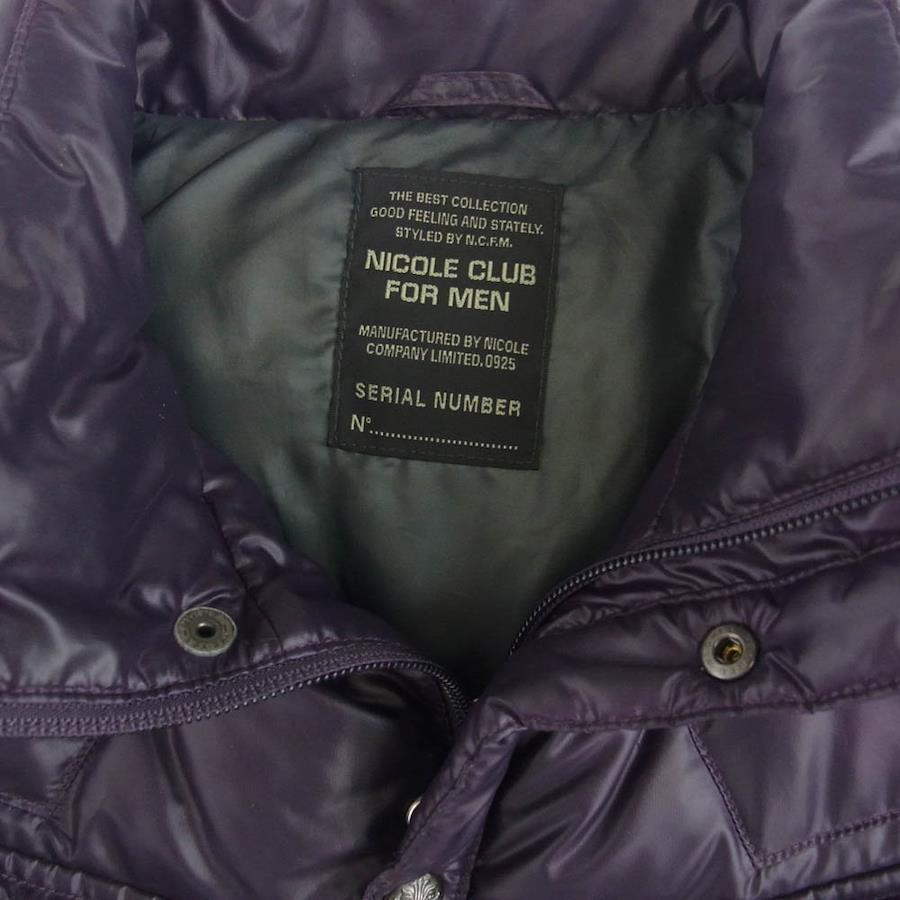 THE BEST COLLECTION
GOOD FEELING AND STATELY.
STYLED BY N.C.F.M.
NICOLE CLUB
FOR MEN
MANUFACTURED BY NICOLE
COMPANY LIMITED.0925
SERIAL NUMBER
N°............................